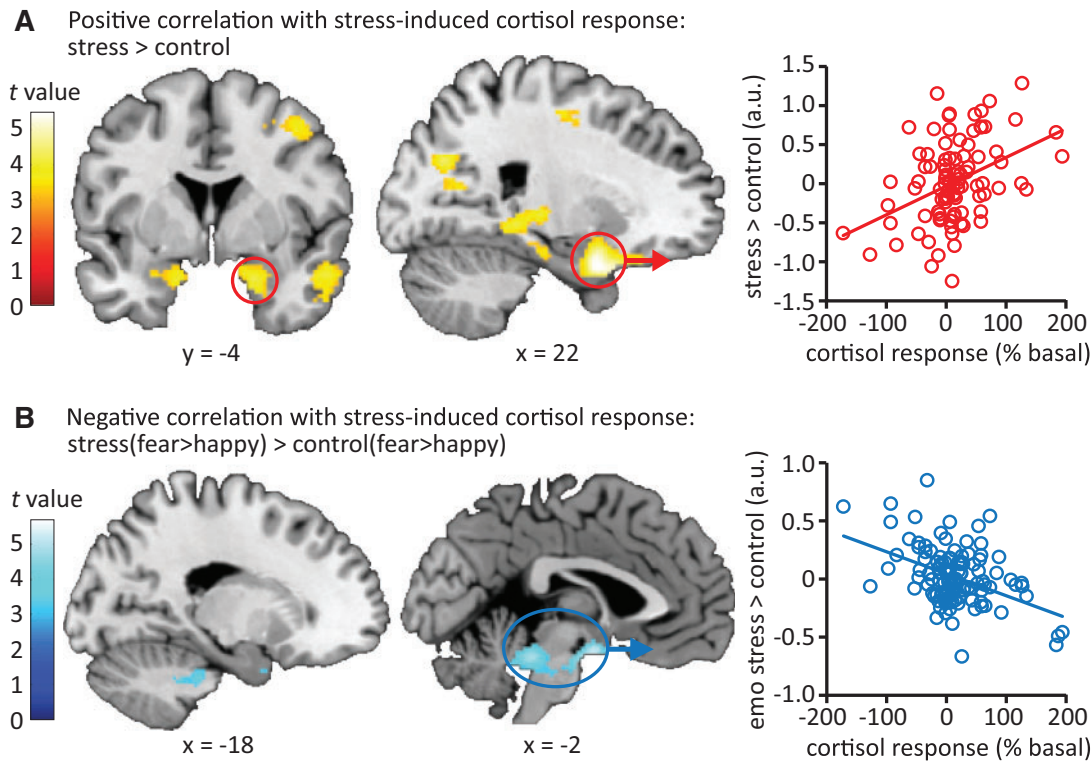 A
Positive correlation with stress-induced cortisol response:
stress > control
t value
5
4
3
2
1
0
y = -4
x = 22
stress > control (a.u.)
1.5
1.0
0.5
0
-0.5
-1.0
-1.5
-200 -100 0 100 200
cortisol response (% basal)
B
Negative correlation with stress-induced cortisol response:
stress(fear>happy) > control(fear>happy)
t value
5
4
3
2
1
0
x = -18
x = -2
emo stress > control (a.u.)
1.0
0.5
0
-0.5
-1.0
-200 -100 0 100 200
cortisol response (% basal)